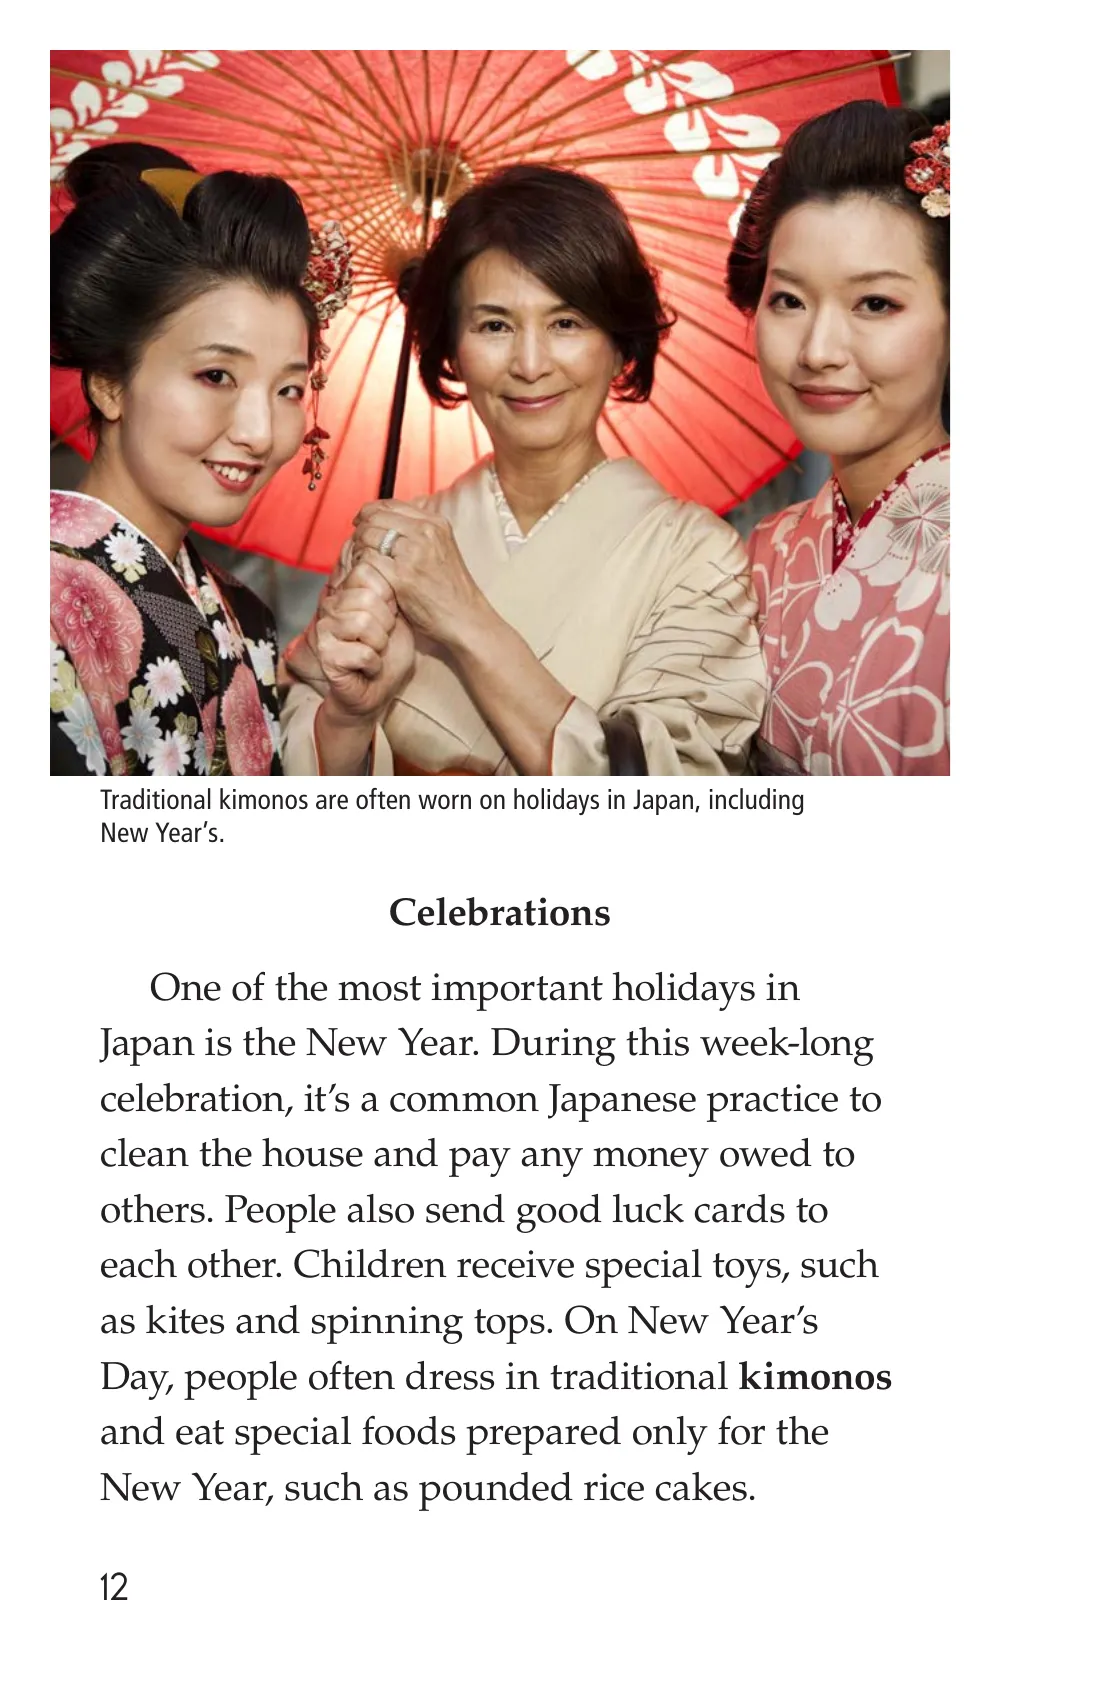 Traditional kimonos are often worn on holidays in Japan, including
New Year’s.
Celebrations
One of the most important holidays in
Japan is the New Year. During this week-long
celebration, it’s a common Japanese practice to
clean the house and pay any money owed to
others. People also send good luck cards to
each other. Children receive special toys, such
as kites and spinning tops. On New Year’s
Day, people often dress in traditional kimonos
and eat special foods prepared only for the
New Year, such as pounded rice cakes.
12